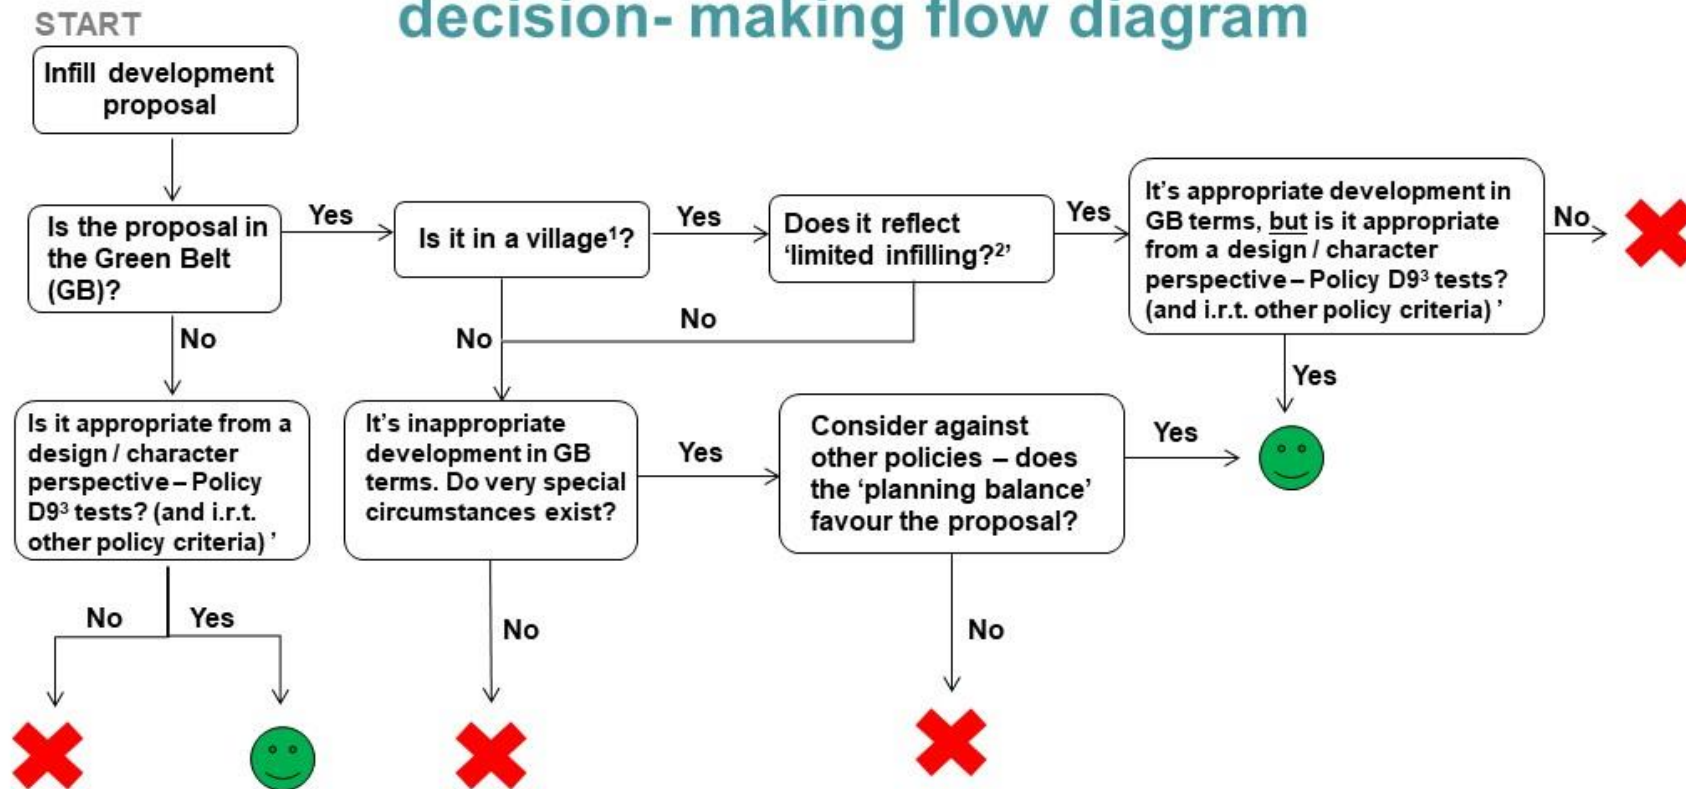 decision- making flow diagram
START
Infill development
proposal
Is the proposal in
the Green Belt
(GB)?
Yes
Is it in a village¹?
Yes
Does it reflect
‘limited infilling?²’
Yes
It’s appropriate development in
GB terms, but is it appropriate
from a design / character
perspective – Policy D9³ tests?
(and i.r.t. other policy criteria) ’
No
No
No
No
Yes
Is it appropriate from a
design / character
perspective – Policy
D9³ tests? (and i.r.t.
other policy criteria) ’
It’s inappropriate
development in GB
terms. Do very special
circumstances exist?
Yes
Consider against
other policies – does
the ‘planning balance’
favour the proposal?
Yes
No
Yes
No
No